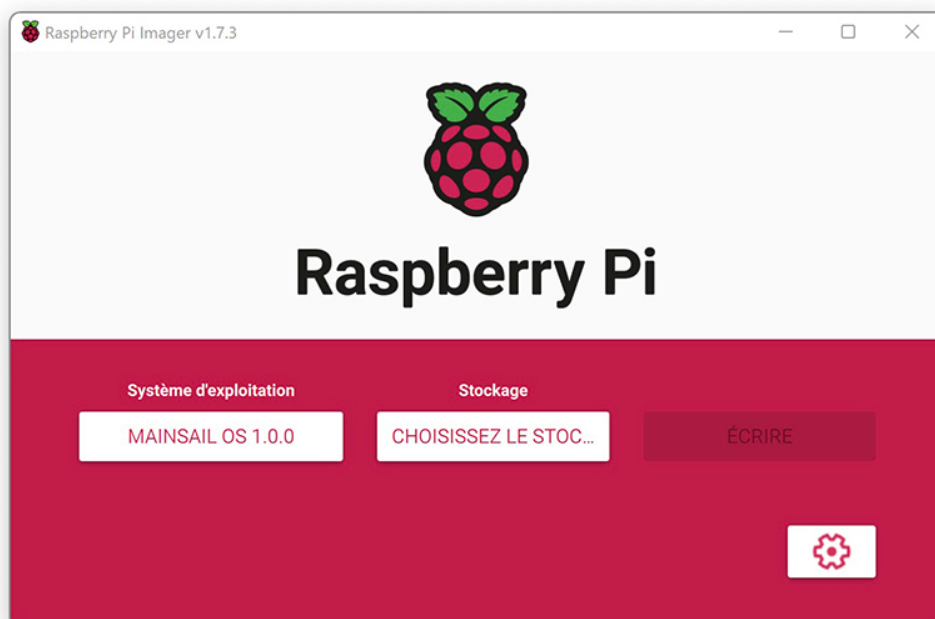 Raspberry Pi Imager v1.7.3
Raspberry Pi
Système d'exploitation
Stockage
MAINSAIL OS 1.0.0
CHOISISSEZ LE STOC...
ÉCRIRE